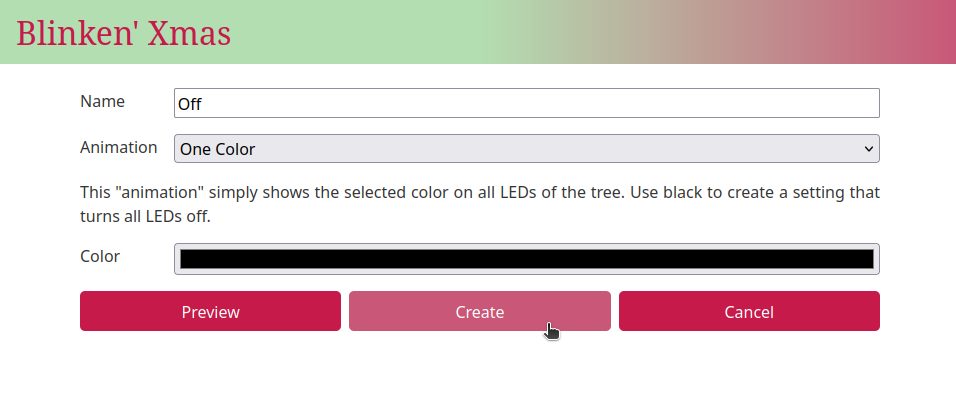 Blinken' Xmas
Name
Off
Animation
One Color
This "animation" simply shows the selected color on all LEDs of the tree. Use black to create a setting that
turns all LEDs off.
Color
Preview
Create
Cancel